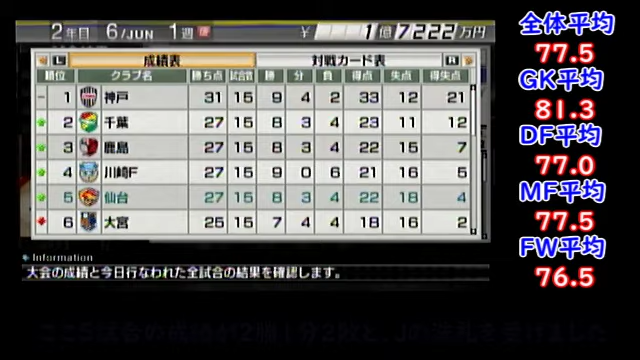 2年目 6/JUN 1週
¥ 1億7,222万円
L 成績表 対戦カード表 R
順位 クラブ名 勝ち点 試合数 勝 分 負 得点 失点 得失点
1 神戸 31 15 9 4 2 33 12 21
2 千葉 27 15 8 3 4 23 11 12
3 鹿島 27 15 8 3 4 22 15 7
4 川崎F 27 15 9 0 6 21 16 5
5 仙台 27 15 8 3 4 22 18 4
6 大宮 25 15 7 4 4 18 16 2
Information
大会の成績と今日行なわれた全試合の結果を確認します。
全体平均
77.5
GK平均
81.3
DF平均
77.0
MF平均
77.5
FW平均
76.5